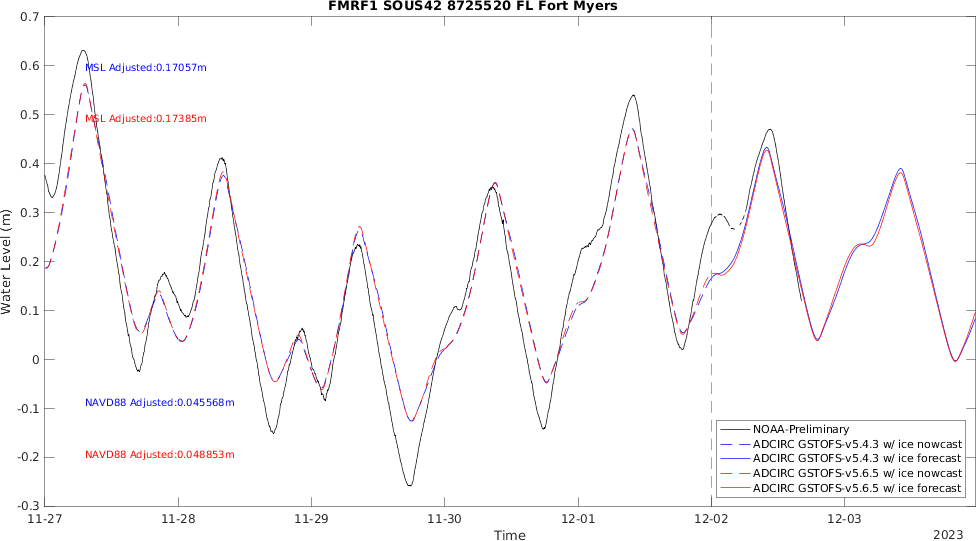 FMRF1 SOUS42 8725520 FL Fort Myers
0.7
0.6
0.5
0.4
0.3
0.2
0.1
0
-0.1
-0.2
-0.3
Water Level (m)
MSL Adjusted:0.17057m
MSL Adjusted:0.17385m
NAVD88 Adjusted:0.045568m
NAVD88 Adjusted:0.048853m
NOAA-Preliminary
ADCIRC GSTOFS-v5.4.3 w/ ice nowcast
ADCIRC GSTOFS-v5.4.3 w/ ice forecast
ADCIRC GSTOFS-v5.6.5 w/ ice nowcast
ADCIRC GSTOFS-v5.6.5 w/ ice forecast
11-27 11-28 11-29 11-30 12-01 12-02 12-03
Time
2023